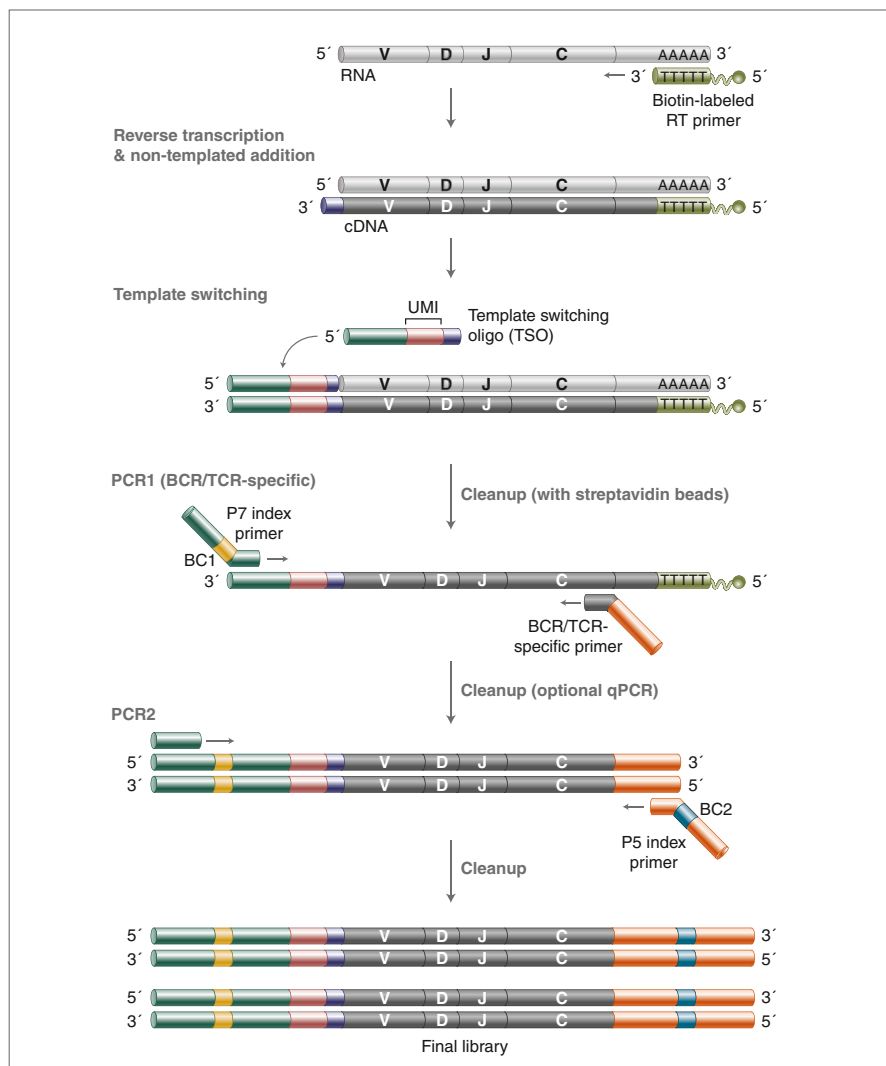 5´ V D J C AAAAA 3´
RNA
3´ TTTTT 5´
Biotin-labeled
RT primer
Reverse transcription
& non-templated addition
5´ V D J C AAAAA 3´
3´ V D J C TTTTT 5´
cDNA
Template switching
UMI
5´
Template switching
oligo (TSO)
5´ V D J C AAAAA 3´
3´ V D J C TTTTT 5´
PCR1 (BCR/TCR-specific)
Cleanup (with streptavidin beads)
P7 index
primer
BC1
3´ V D J C TTTTT 5´
BCR/TCR-
specific primer
Cleanup (optional qPCR)
PCR2
5´ V D J C 3´
3´ V D J C 5´
BC2
P5 index
primer
Cleanup
5´ V D J C 3´
3´ V D J C 5´
5´ V D J C 3´
3´ V D J C 5´
Final library